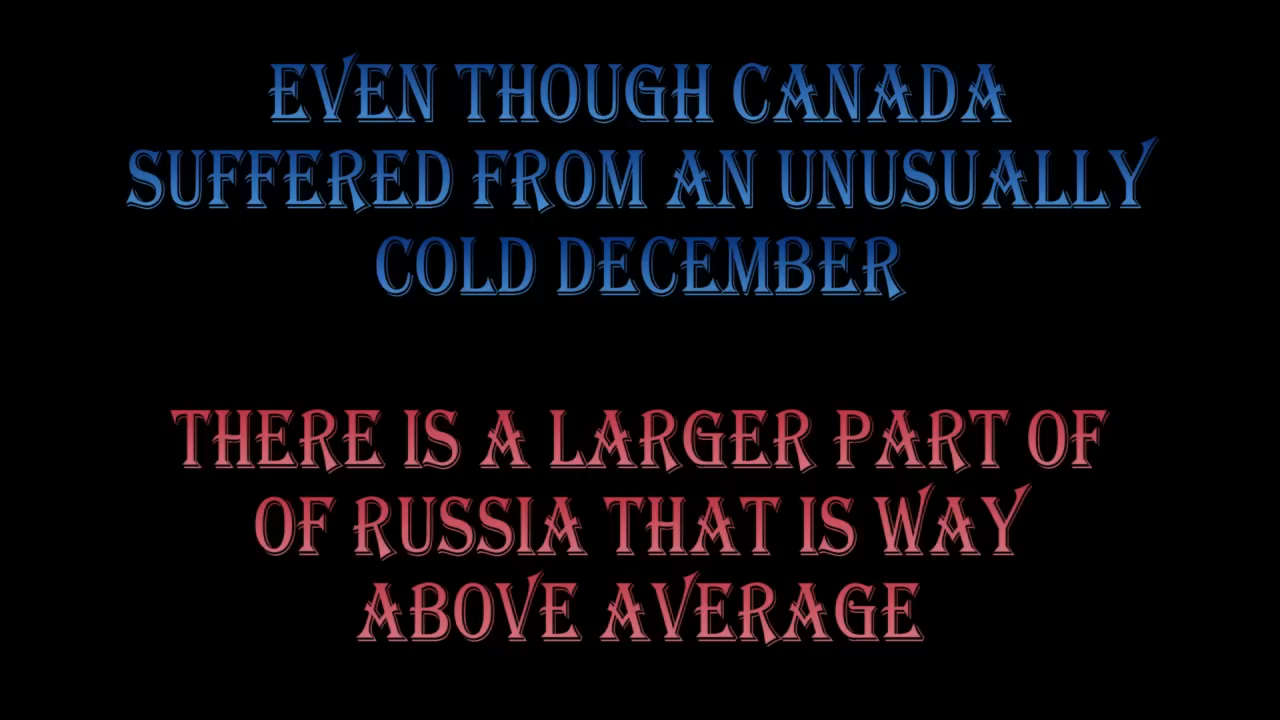 EVEN THOUGH CANADA
SUFFERED FROM AN UNUSUALLY
COLD DECEMBER
THERE IS A LARGER PART OF
OF RUSSIA THAT IS WAY
ABOVE AVERAGE